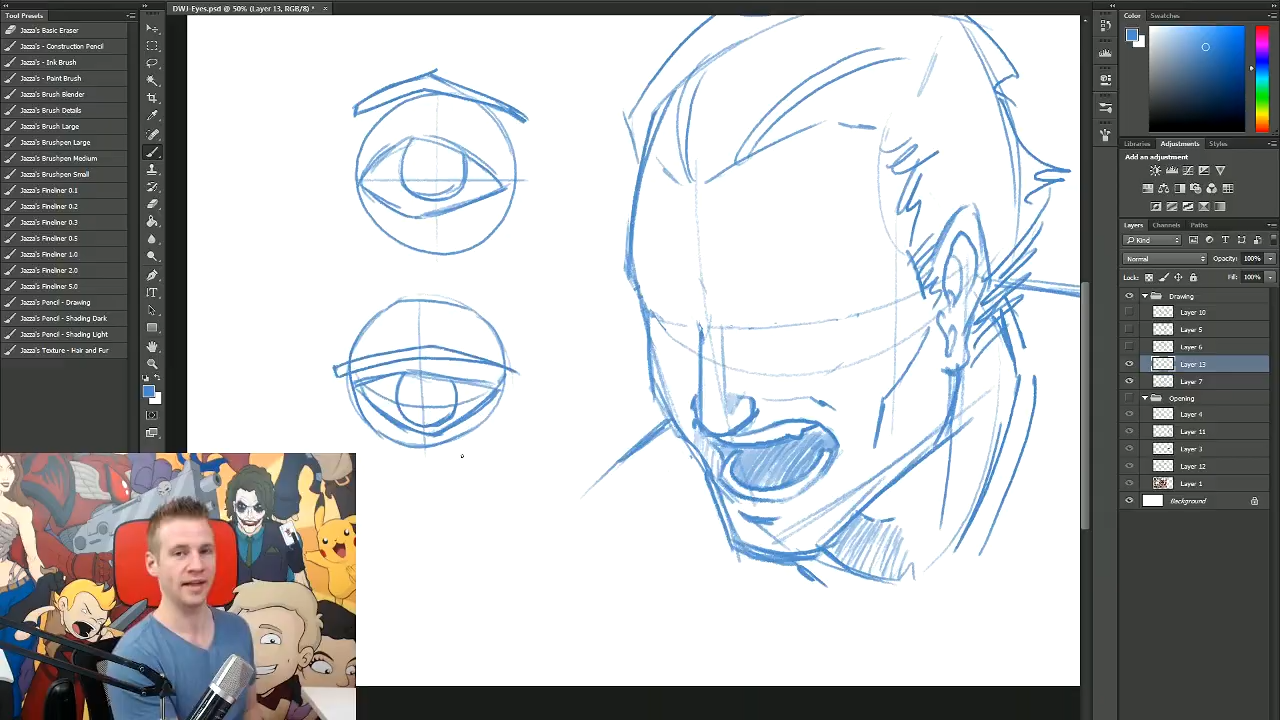 Tool Presets
Jazza's Basic Eraser
Jazza's - Construction Pencil
Jazza's - Ink Brush
Jazza's - Paint Brush
Jazza's Brush Blender
Jazza's Brush Details
Jazza's Brush Large
Jazza's Brushpen Large
Jazza's Brushpen Medium
Jazza's Brushpen Small
Jazza's Fineliner 0.1
Jazza's Fineliner 0.2
Jazza's Fineliner 0.3
Jazza's Fineliner 0.5
Jazza's Fineliner 1.0
Jazza's Fineliner 2.0
Jazza's Fineliner 5.0
Jazza's Pencil - Drawing
Jazza's Pencil - Shading Dark
Jazza's Pencil - Shading Light
Jazza's Texture - Hair and Fur
DWJ-Eyes.psd @ 50% (Layer 13, RGB/8) *
Color Swatches
Libraries Adjustments Styles
Add an adjustment
Layers Channels Paths
Kind
Normal Opacity: 100%
Lock: Fill: 100%
Drawing
Layer 10
Layer 5
Layer 6
Layer 13
Layer 7
Opening
Layer 4
Layer 11
Layer 3
Layer 12
Layer 1
Background